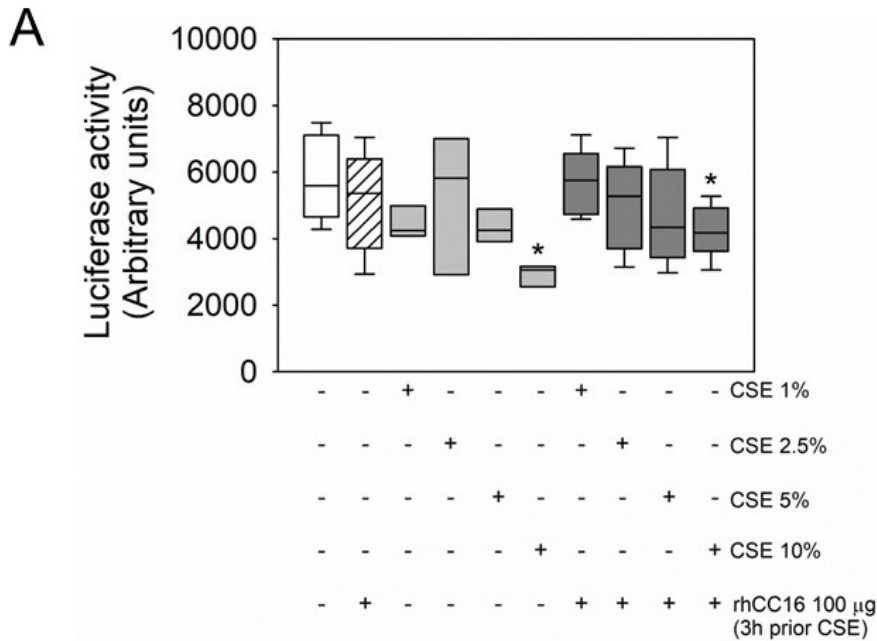 A
Luciferase activity
(Arbitrary units)
10000
8000
6000
4000
2000
0
*
*
- - + - - - + - - - CSE 1%
- - - + - - - + - - CSE 2.5%
- - - - + - - - + - CSE 5%
- - - - - + - - - + CSE 10%
- + - - - - + + + + rhCC16 100 μg
(3h prior CSE)